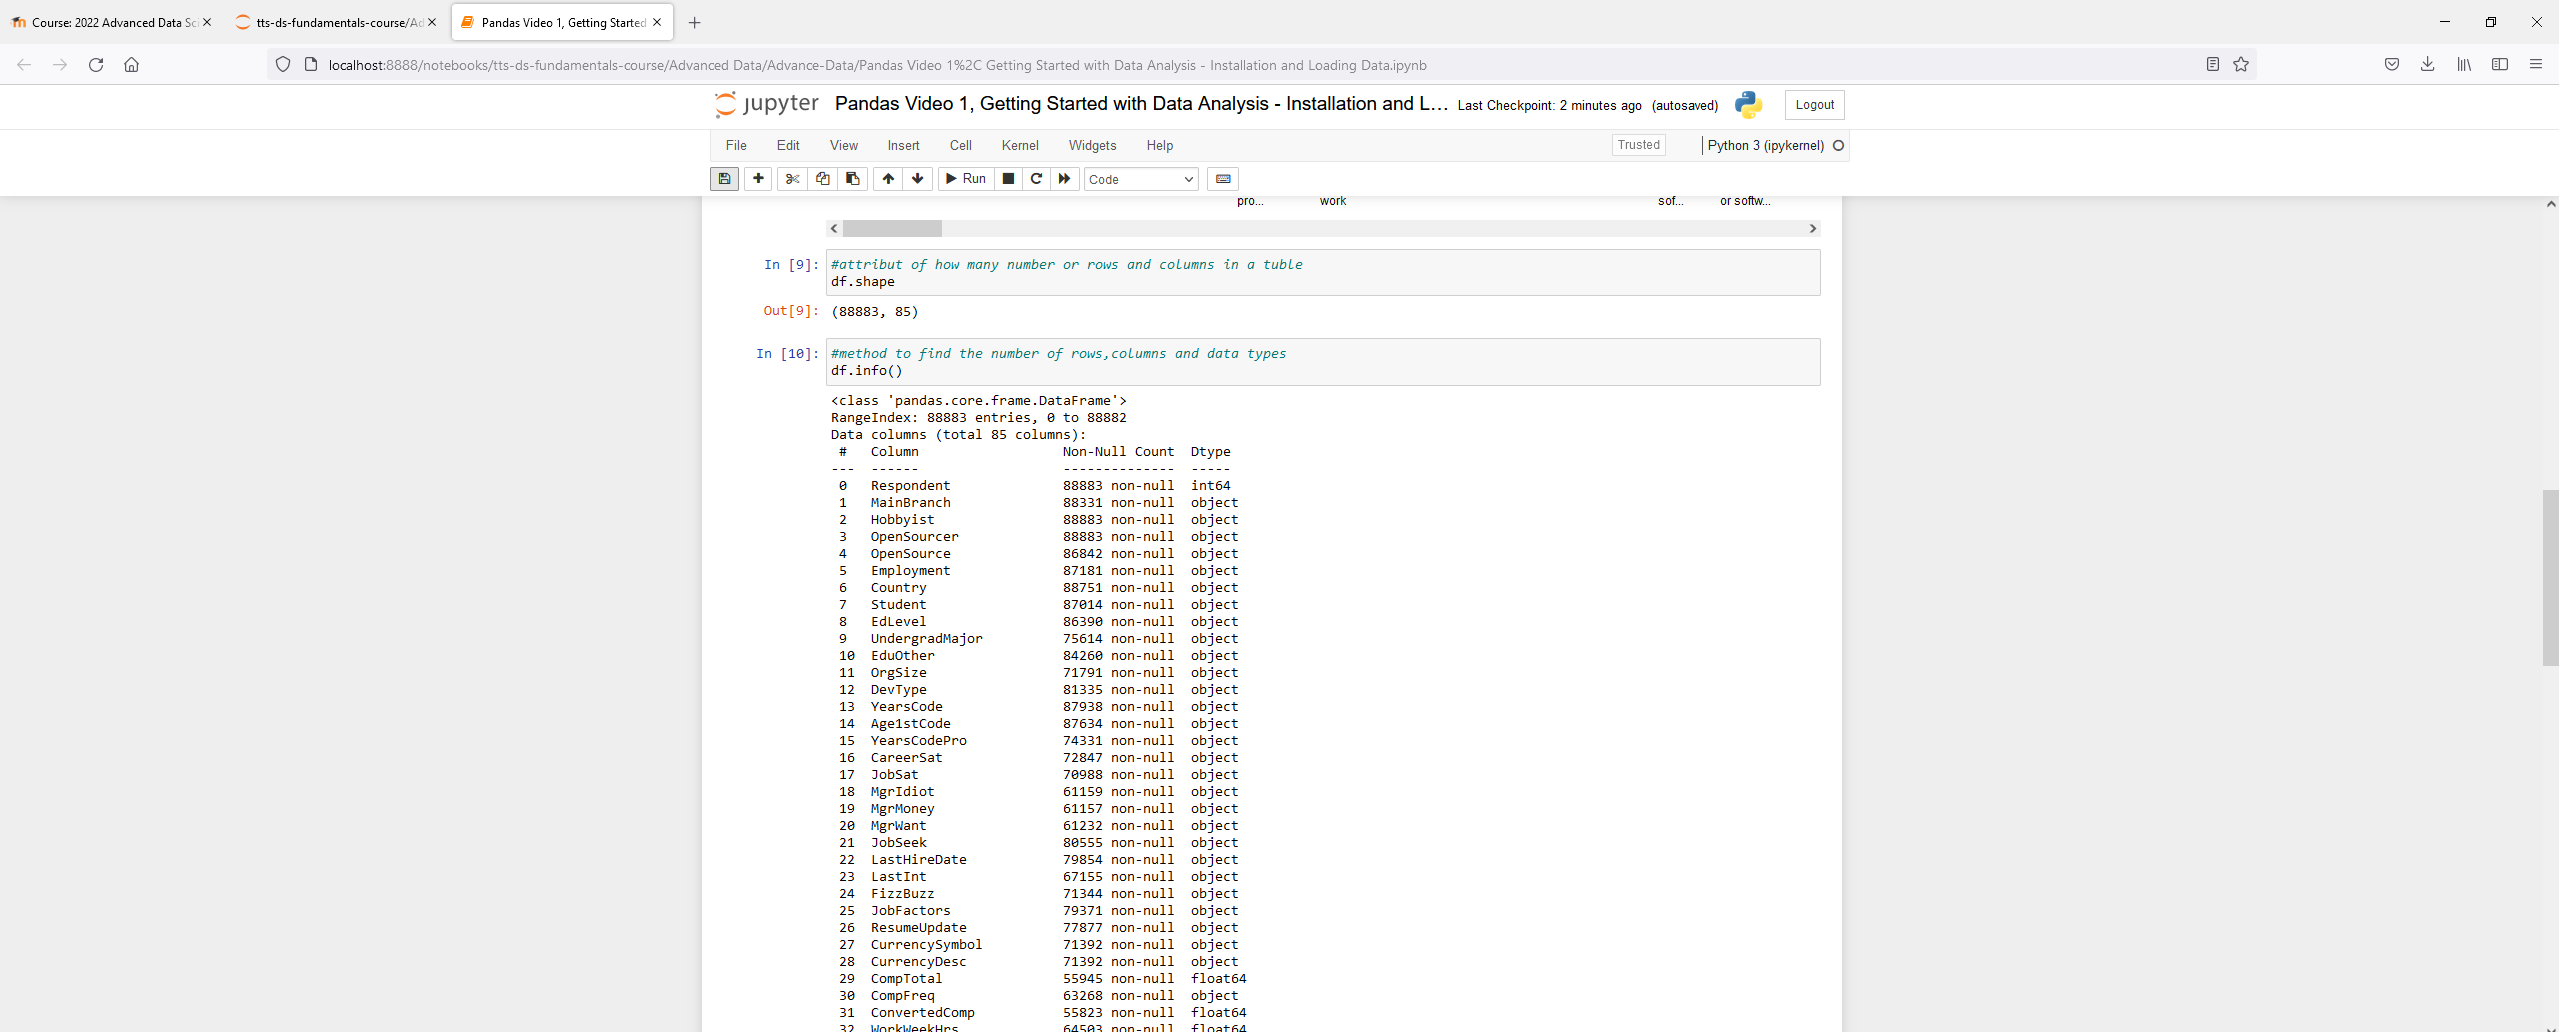 Course: 2022 Advanced Data Sci
tts-ds-fundamentals-course/Ad
Pandas Video 1, Getting Started
localhost:8888/notebooks/tts-ds-fundamentals-course/Advanced Data/Advance-Data/Pandas Video 1%2C Getting Started with Data Analysis - Installation and Loading Data.ipynb
jupyter Pandas Video 1, Getting Started with Data Analysis - Installation and L... Last Checkpoint: 2 minutes ago (autosaved) Logout
File Edit View Insert Cell Kernel Widgets Help Trusted Python 3 (ipykernel)
Run Code
pro... work sof... or softw...
In [9]: #attribut of how many number or rows and columns in a tuble
df.shape
Out[9]: (88883, 85)
In [10]: #method to find the number of rows,columns and data types
df.info()
<class 'pandas.core.frame.DataFrame'>
RangeIndex: 88883 entries, 0 to 88882
Data columns (total 85 columns):
# Column Non-Null Count Dtype
--- ------ -------------- -----
0 Respondent 88883 non-null int64
1 MainBranch 88331 non-null object
2 Hobbyist 88883 non-null object
3 OpenSourcer 88883 non-null object
4 OpenSource 86842 non-null object
5 Employment 87181 non-null object
6 Country 88751 non-null object
7 Student 87014 non-null object
8 EdLevel 86390 non-null object
9 UndergradMajor 75614 non-null object
10 EduOther 84260 non-null object
11 OrgSize 71791 non-null object
12 DevType 81335 non-null object
13 YearsCode 87938 non-null object
14 Age1stCode 87634 non-null object
15 YearsCodePro 74331 non-null object
16 CareerSat 72847 non-null object
17 JobSat 70988 non-null object
18 MgrIdiot 61159 non-null object
19 MgrMoney 61157 non-null object
20 MgrWant 61232 non-null object
21 JobSeek 80555 non-null object
22 LastHireDate 79854 non-null object
23 LastInt 67155 non-null object
24 FizzBuzz 71344 non-null object
25 JobFactors 79371 non-null object
26 ResumeUpdate 77877 non-null object
27 CurrencySymbol 71392 non-null object
28 CurrencyDesc 71392 non-null object
29 CompTotal 55945 non-null float64
30 CompFreq 63268 non-null object
31 ConvertedComp 55823 non-null float64
32 WorkWeekHrs 64503 non-null float64